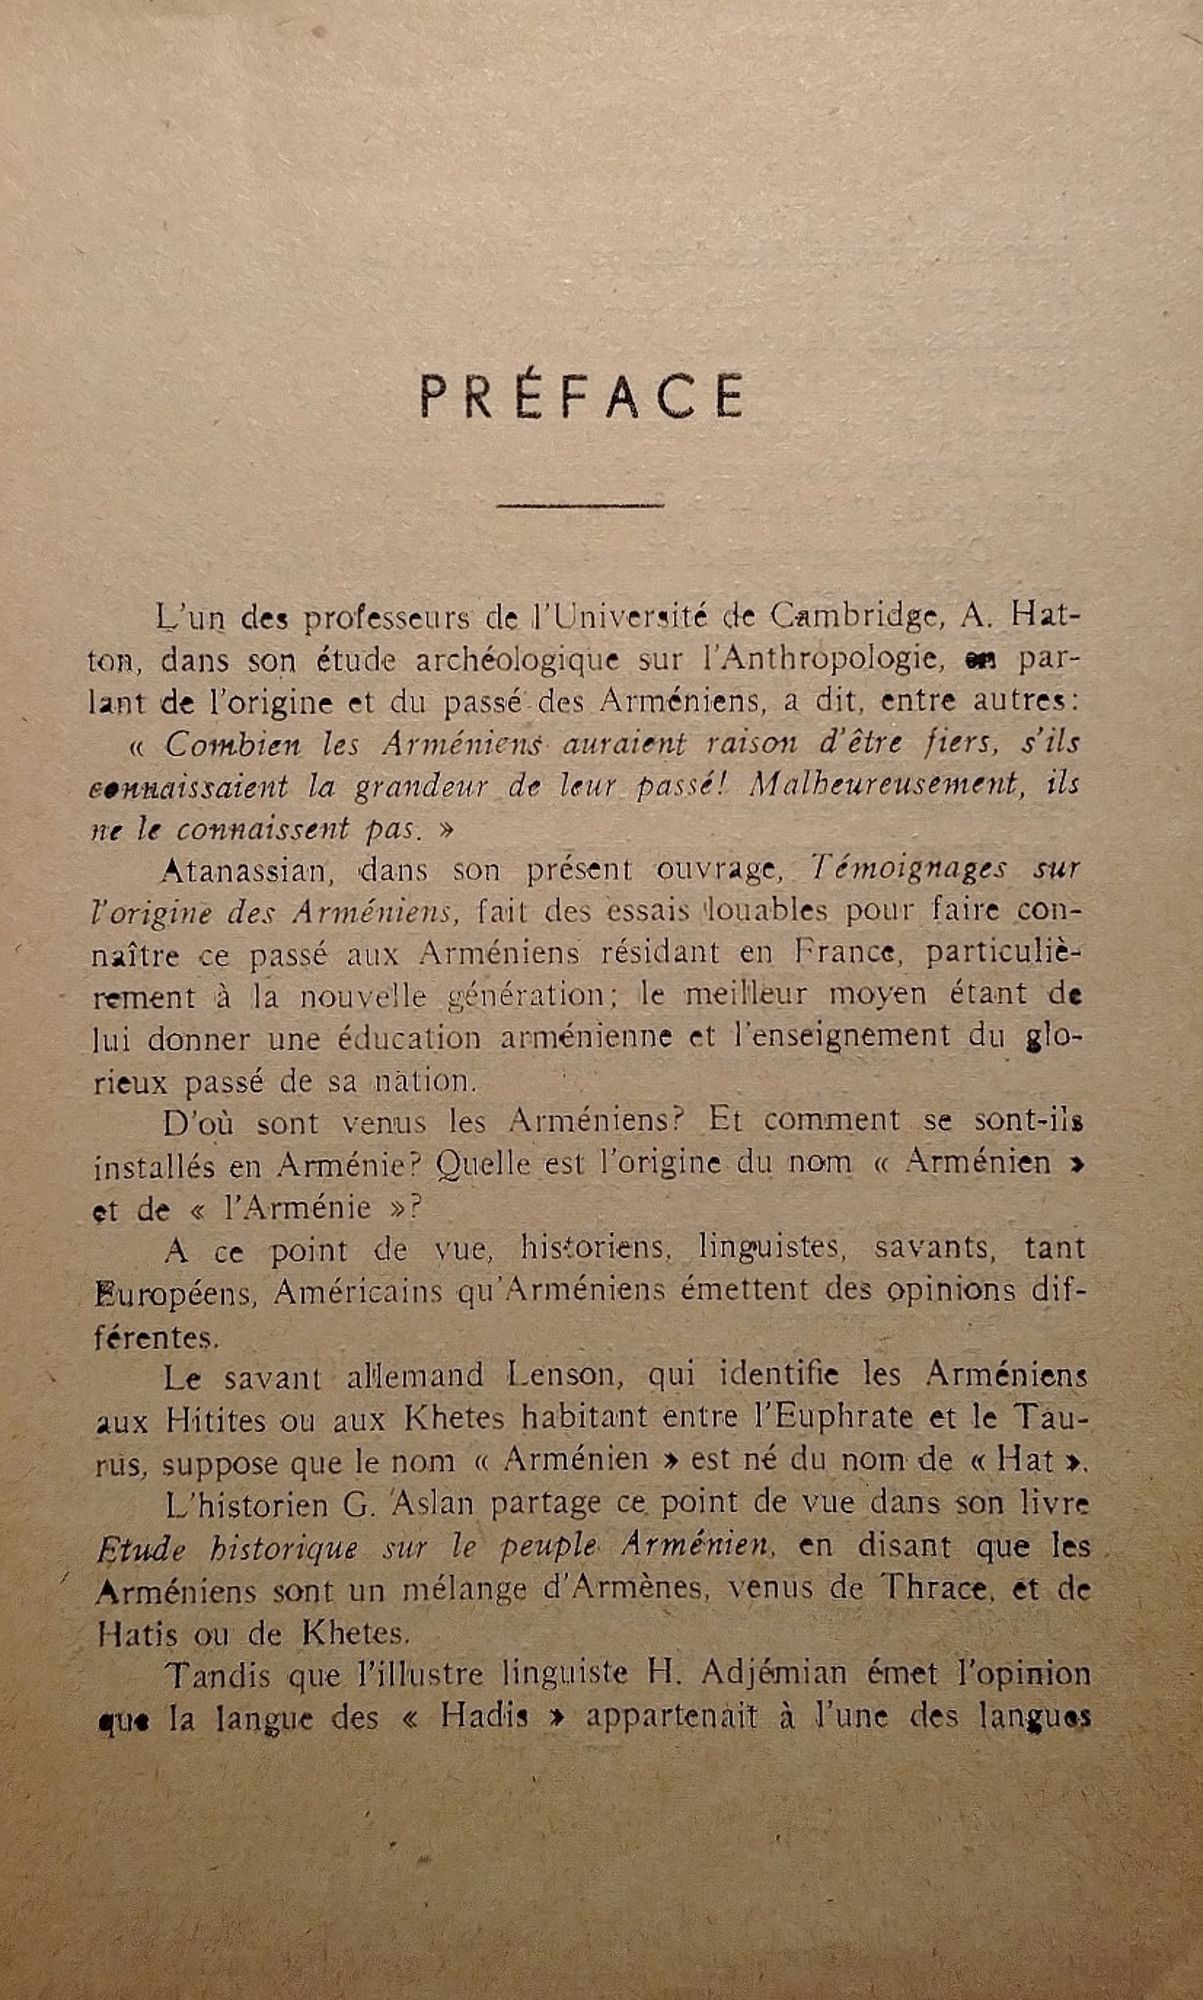 PRÉFACE
L'un des professeurs de l'Université de Cambridge, A. Hat-
ton, dans son étude archéologique sur l'Anthropologie, en par-
lant de l'origine et du passé des Arméniens, a dit, entre autres:
« Combien les Arméniens auraient raison d'être fiers, s'ils
connaissaient la grandeur de leur passé! Malheureusement, ils
ne le connaissent pas. »
Atanassian, dans son présent ouvrage, Témoignages sur
l'origine des Arméniens, fait des essais louables pour faire con-
naître ce passé aux Arméniens résidant en France, particuliè-
rement à la nouvelle génération; le meilleur moyen étant de
lui donner une éducation arménienne et l'enseignement du glo-
rieux passé de sa nation.
D'où sont venus les Arméniens? Et comment se sont-ils
installés en Arménie? Quelle est l'origine du nom « Arménien »
et de « l'Arménie »?
A ce point de vue, historiens, linguistes, savants, tant
Européens, Américains qu'Arméniens émettent des opinions dif-
férentes.
Le savant allemand Lenson, qui identifie les Arméniens
aux Hitites ou aux Khetes habitant entre l'Euphrate et le Tau-
rus, suppose que le nom « Arménien » est né du nom de « Hat ».
L'historien G. Aslan partage ce point de vue dans son livre
Etude historique sur le peuple Arménien, en disant que les
Arméniens sont un mélange d'Armènes, venus de Thrace, et de
Hatis ou de Khetes.
Tandis que l'illustre linguiste H. Adjémian émet l'opinion
que la langue des « Hadis » appartenait à l'une des langues